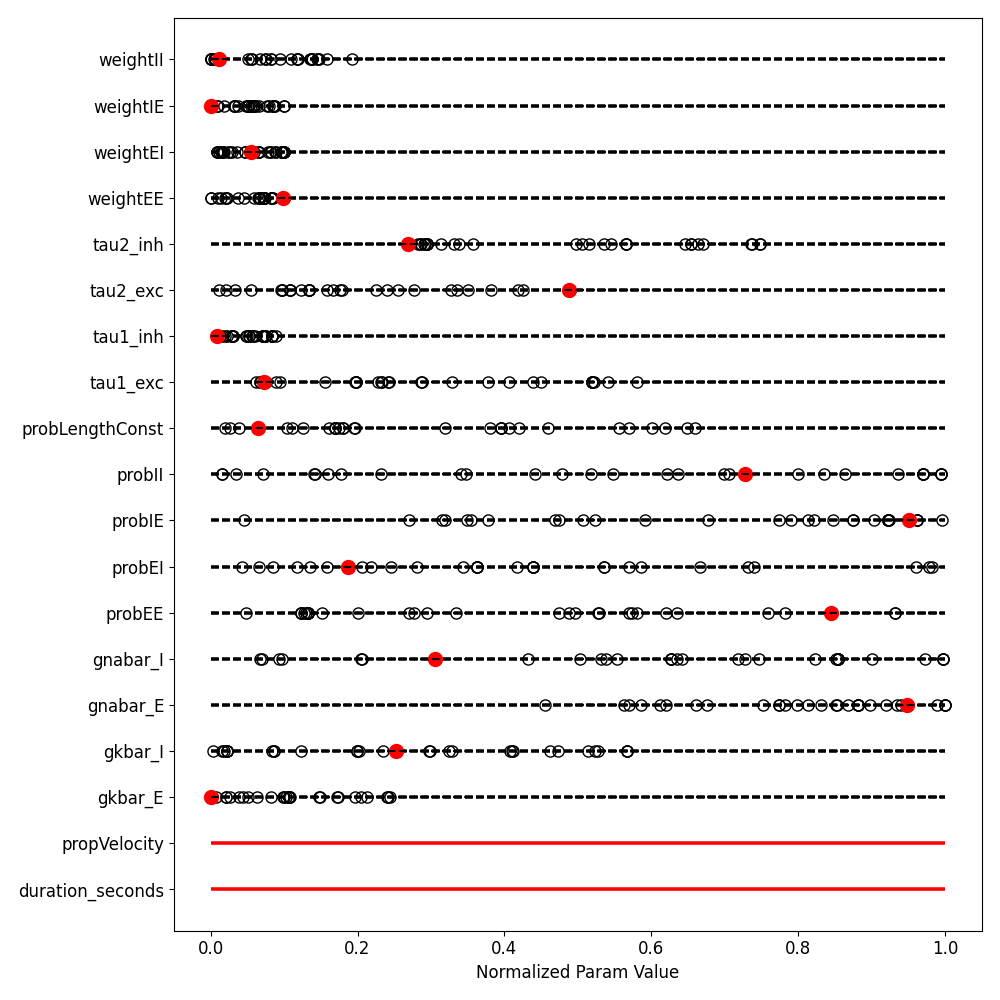 weightII
weightIE
weightEI
weightEE
tau2_inh
tau2_exc
tau1_inh
tau1_exc
probLengthConst
probII
probIE
probEI
probEE
gnabar_I
gnabar_E
gkbar_I
gkbar_E
propVelocity
duration_seconds
0.0 0.2 0.4 0.6 0.8 1.0
Normalized Param Value